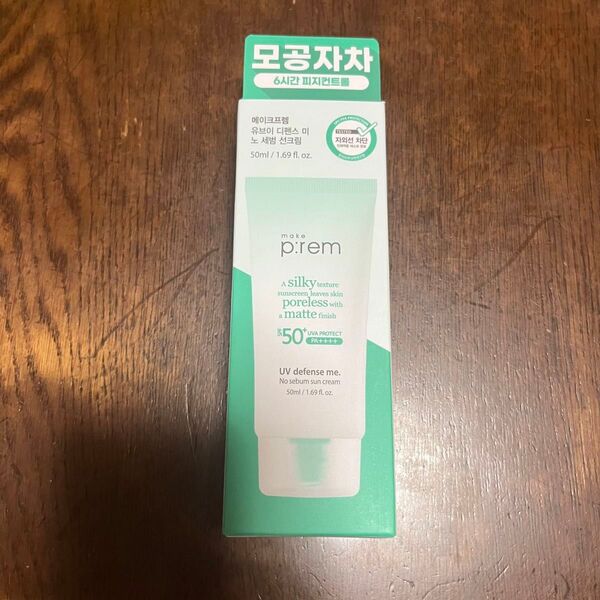 모공자차
6시간 피지컨트롤
메이크프렘
유브이 디펜스 미
노 세범 선크림
50ml / 1.69 fl. oz.
TESTED
자외선 차단
make
p:rem
A silky texture
sunscreen leaves skin
poreless with
a matte finish
SPF 50+ UVA PROTECT
PA++++
UV defense me.
No sebum sun cream
50ml / 1.69 fl. oz.